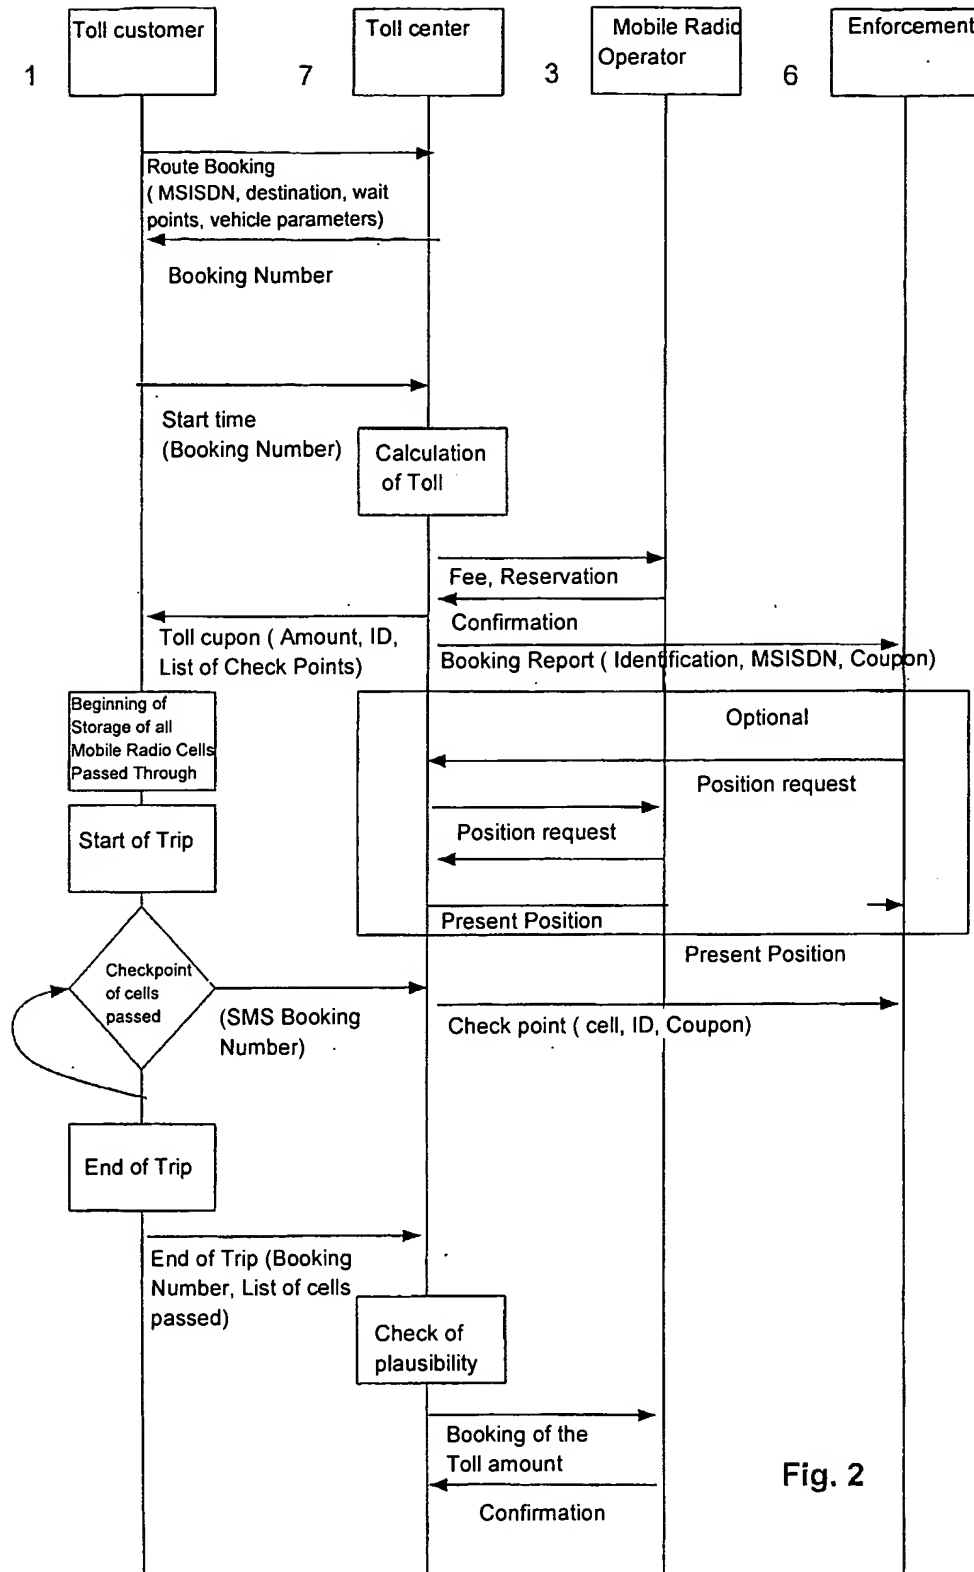 Toll customer
Toll center
Mobile Radio
Operator
Enforcement
1
7
3
6
Route Booking
( MSISDN, destination, wait
points, vehicle parameters)
Booking Number
Start time
(Booking Number)
Calculation
of Toll
Fee, Reservation
Confirmation
Toll cupon ( Amount, ID,
List of Check Points)
Booking Report ( Identification, MSISDN, Coupon)
Beginning of
Storage of all
Mobile Radio Cells
Passed Through
Optional
Position request
Start of Trip
Position request
Present Position
Present Position
Checkpoint
of cells
passed
(SMS Booking
Number)
Check point ( cell, ID, Coupon)
End of Trip
End of Trip (Booking
Number, List of cells
passed)
Check of
plausibility
Booking of the
Toll amount
Confirmation
Fig. 2